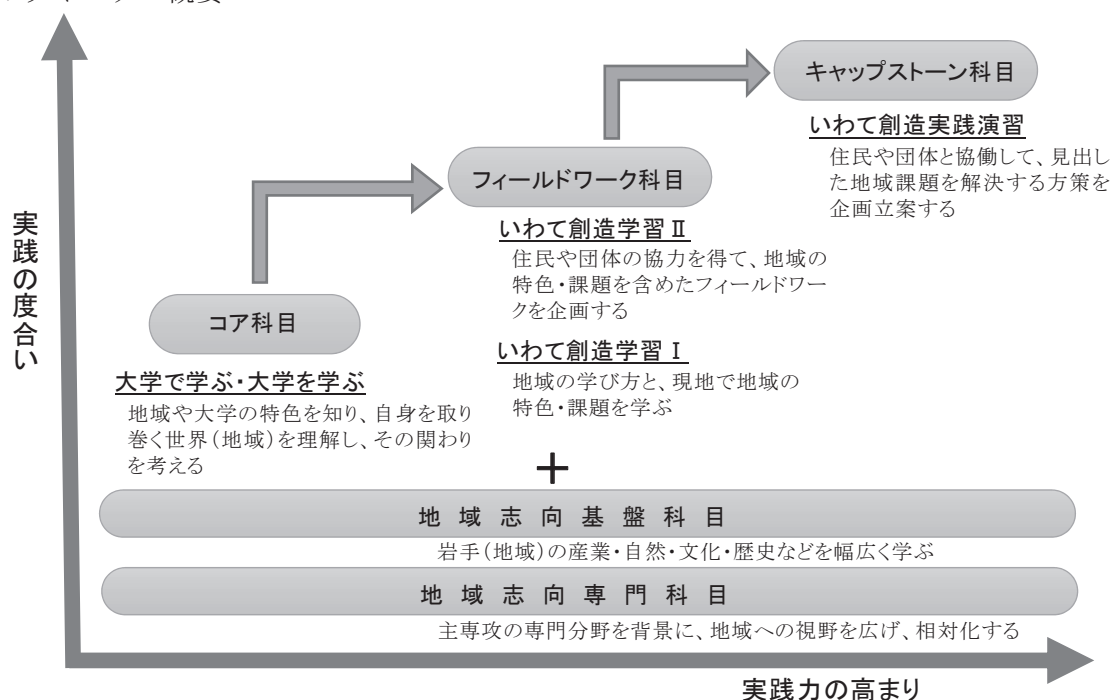 実践の度合い
キャップストーン科目
いわて創造実践演習
住民や団体と協働して、見出し
た地域課題を解決する方策を
企画立案する
フィールドワーク科目
いわて創造学習Ⅱ
住民や団体の協力を得て、地域の
特色・課題を含めたフィールドワー
クを企画する
いわて創造学習Ⅰ
地域の学び方と、現地で地域の
特色・課題を学ぶ
コア科目
大学で学ぶ・大学を学ぶ
地域や大学の特色を知り、自身を取り
巻く世界(地域)を理解し、その関わり
を考える
+
地域志向基盤科目
岩手(地域)の産業・自然・文化・歴史などを幅広く学ぶ
地域志向専門科目
主専攻の専門分野を背景に、地域への視野を広げ、相対化する
実践力の高まり